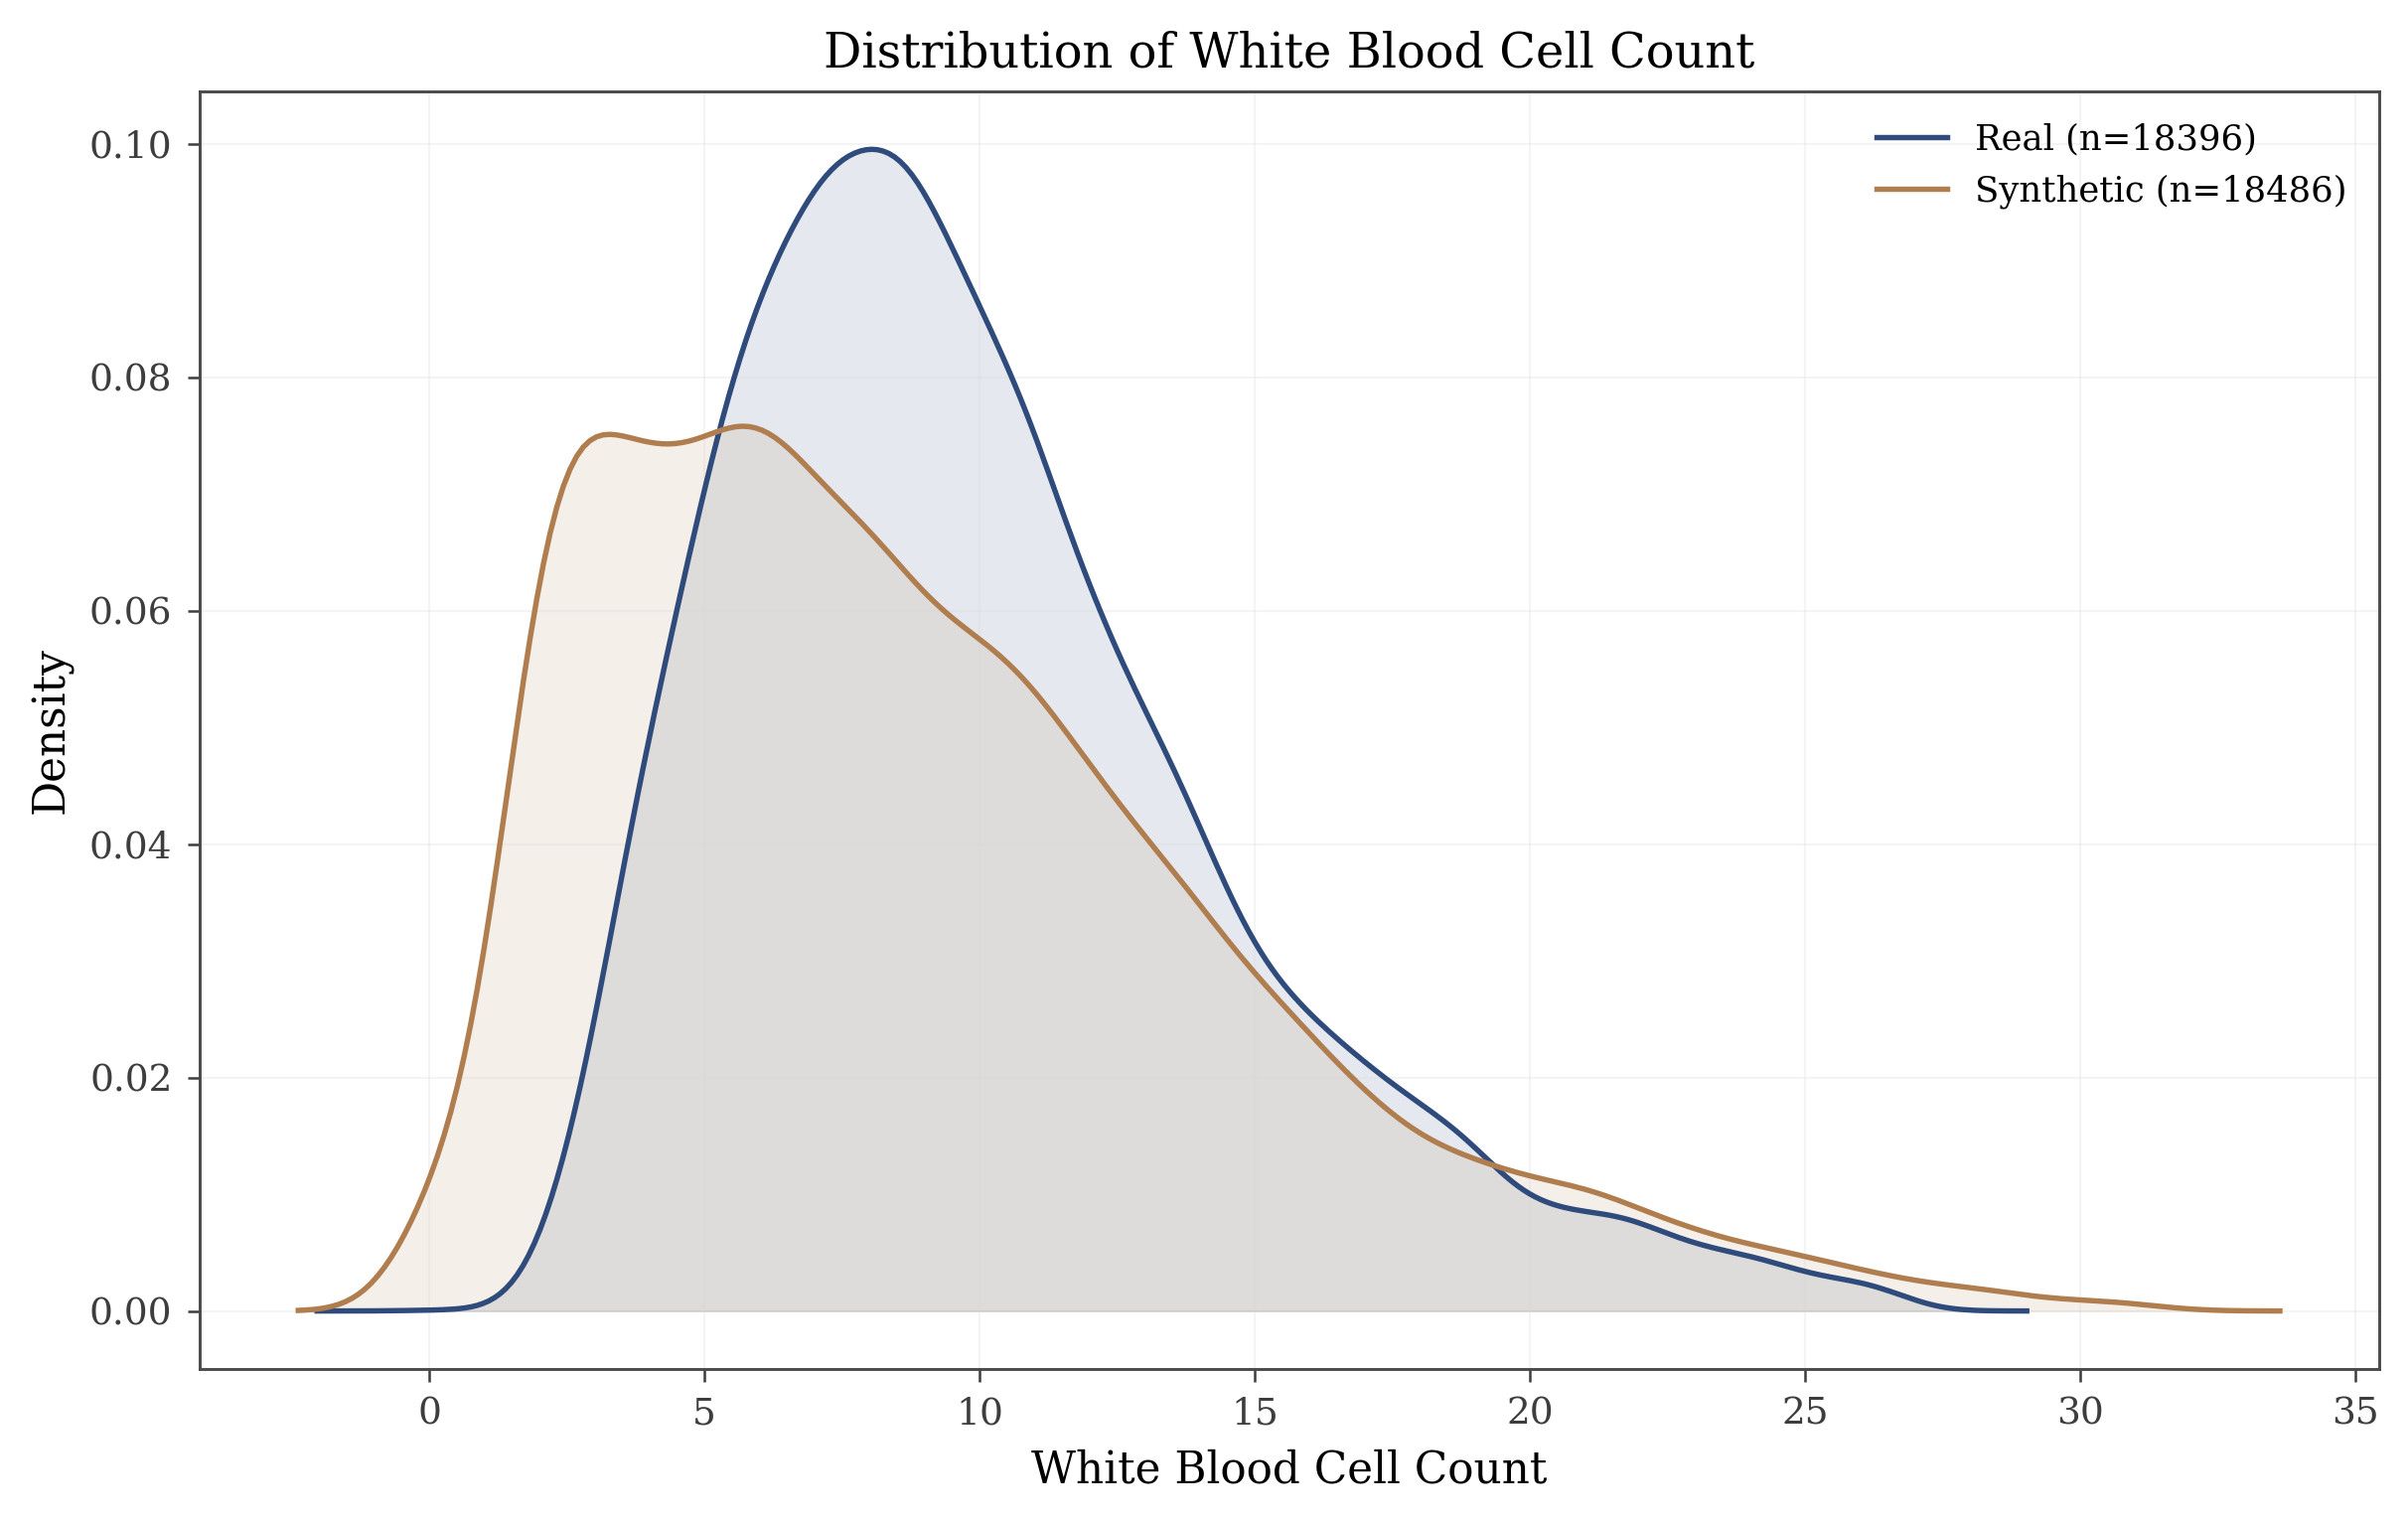 Distribution of White Blood Cell Count
Real (n=18396)
Synthetic (n=18486)
Density
0.10
0.08
0.06
0.04
0.02
0.00
0 5 10 15 20 25 30 35
White Blood Cell Count